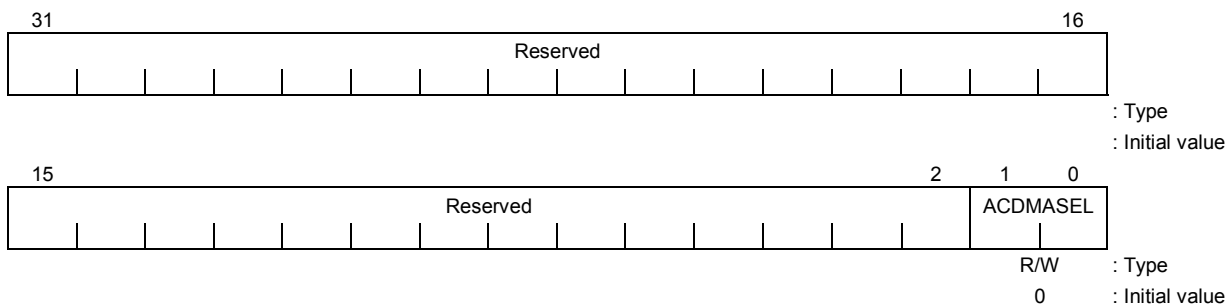 31 16
Reserved
: Type
: Initial value
15 2 1 0
Reserved ACDMASEL
R/W : Type
0 : Initial value